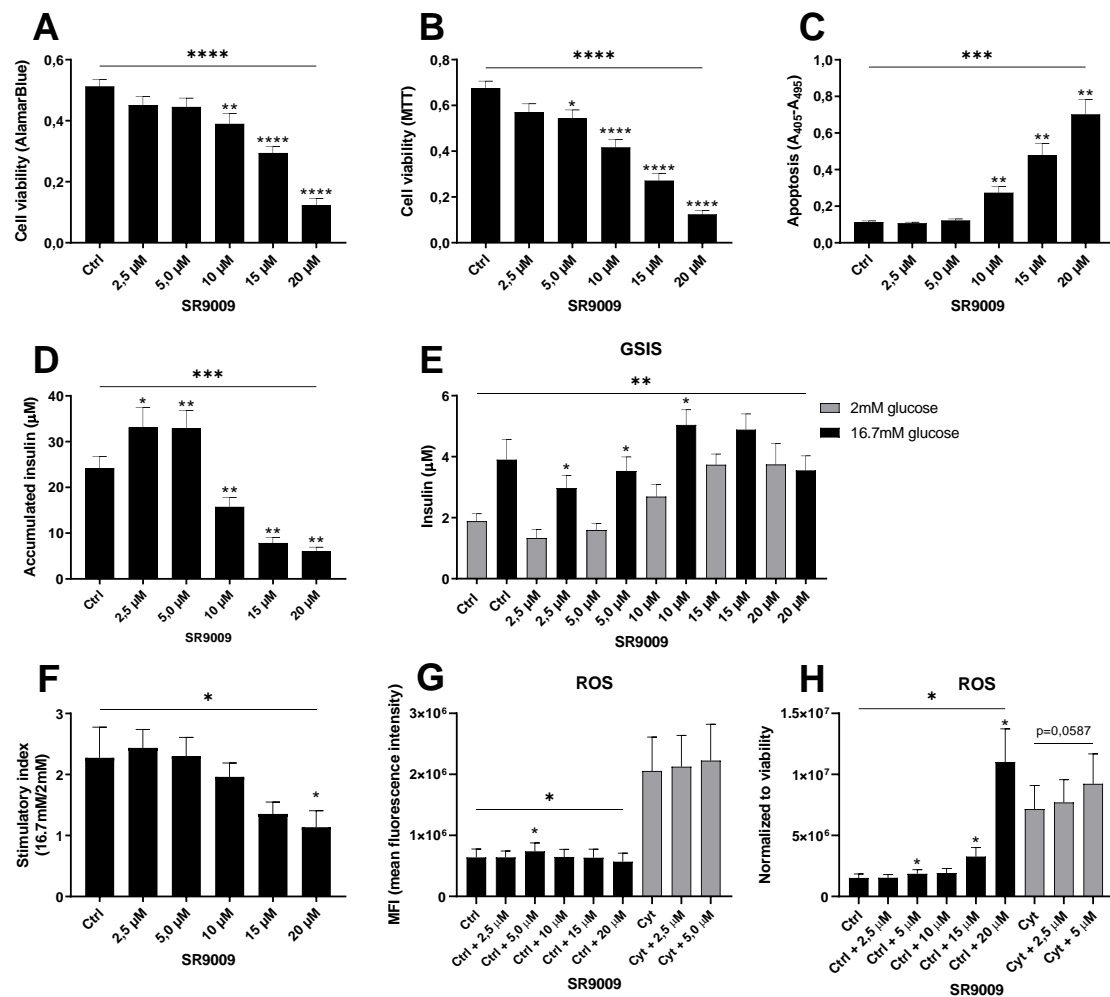 A
****
Cell viability (AlamarBlue)
0,6
0,4
0,2
0,0
**
****
****
Ctrl
2,5 µM
5,0 µM
10 µM
15 µM
20 µM
SR9009
B
****
Cell viability (MTT)
0,8
0,6
0,4
0,2
0,0
*
****
****
****
Ctrl
2,5 µM
5,0 µM
10 µM
15 µM
20 µM
SR9009
C
***
Apoptosis (A405-A495)
1,0
0,8
0,6
0,4
0,2
0,0
**
**
**
Ctrl
2,5 µM
5,0 µM
10 µM
15 µM
20 µM
SR9009
D
***
Accumulated insulin (µM)
40
30
20
10
0
*
**
**
**
**
Ctrl
2,5 µM
5,0 µM
10 µM
15 µM
20 µM
SR9009
E
GSIS
**
Insulin
(µM)
6
4
2
0
*
*
*
Ctrl
Ctrl
2,5 µM
2,5 µM
5,0 µM
5,0 µM
10 µM
10 µM
15 µM
15 µM
20 µM
20 µM
SR9009
2mM glucose
16.7mM glucose
F
*
Stimulatory index
(16.7mM/2mM)
3
2
1
0
*
Ctrl
2,5 µM
5,0 µM
10 µM
15 µM
20 µM
SR9009
G
ROS
MFI (mean fluorescence intensity)
3×10⁶
2×10⁶
1×10⁶
0
*
*
Ctrl
Ctrl + 2,5 µM
Ctrl + 5,0 µM
Ctrl + 10 µM
Ctrl + 15 µM
Ctrl + 20 µM
Cyt
Cyt + 2,5 µM
Cyt + 5,0 µM
SR9009
H
ROS
Normalized to viability
1.5×10⁷
1×10⁷
5×10⁶
0
*
*
*
*
p=0,0587
Ctrl
Ctrl + 2,5 µM
Ctrl + 5 µM
Ctrl + 10 µM
Ctrl + 15 µM
Ctrl + 20 µM
Cyt
Cyt + 2,5 µM
Cyt + 5 µM
SR9009